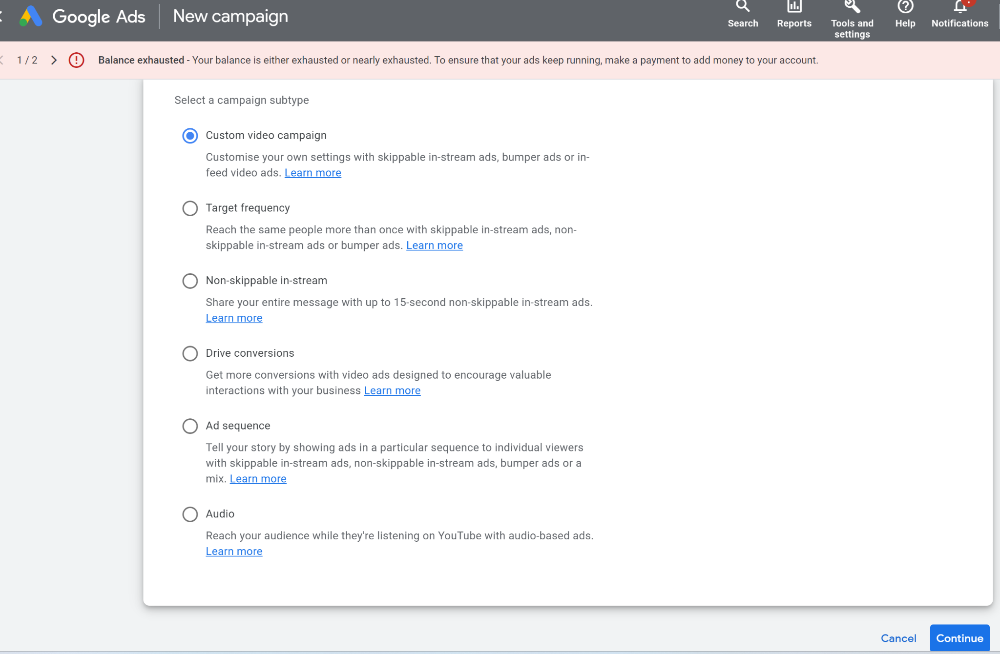 Google Ads
New campaign
Search
Reports
Tools and
settings
Help
Notifications
1 / 2
Balance exhausted - Your balance is either exhausted or nearly exhausted. To ensure that your ads keep running, make a payment to add money to your account.
Select a campaign subtype
Custom video campaign
Customise your own settings with skippable in-stream ads, bumper ads or in-
feed video ads. Learn more
Target frequency
Reach the same people more than once with skippable in-stream ads, non-
skippable in-stream ads or bumper ads. Learn more
Non-skippable in-stream
Share your entire message with up to 15-second non-skippable in-stream ads.
Learn more
Drive conversions
Get more conversions with video ads designed to encourage valuable
interactions with your business Learn more
Ad sequence
Tell your story by showing ads in a particular sequence to individual viewers
with skippable in-stream ads, non-skippable in-stream ads, bumper ads or a
mix. Learn more
Audio
Reach your audience while they're listening on YouTube with audio-based ads.
Learn more
Cancel
Continue